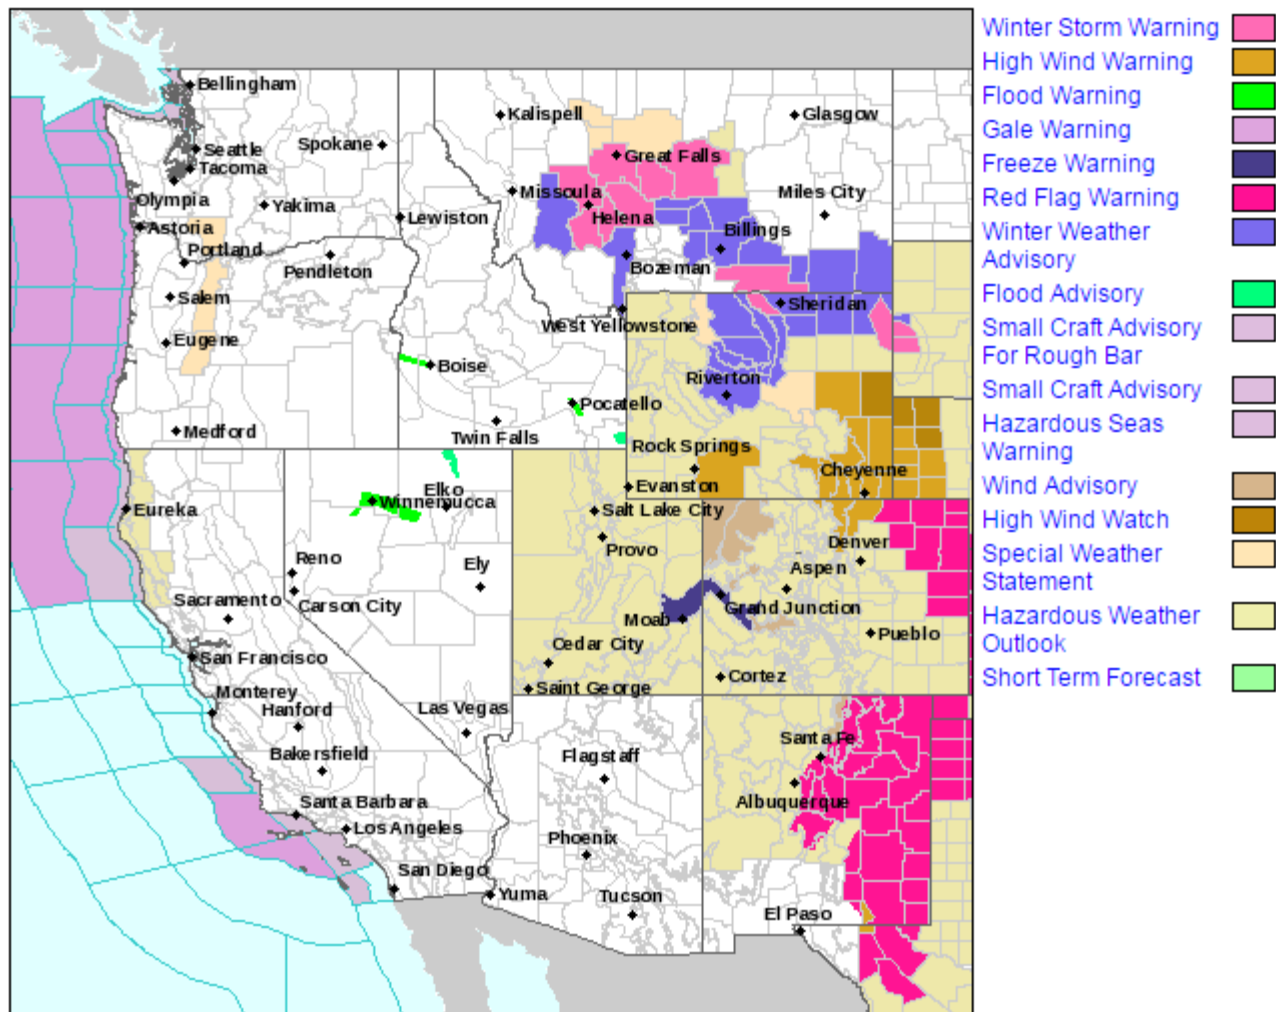 Bellingham
Seattle
Tacoma
Olympia
Astoria
Portland
Salem
Eugene
Medford
Yakima
Spokane
Pendleton
Lewiston
Kalispell
Missoula
Great Falls
Helena
Bozeman
Billings
Glasgow
Miles City
West Yellowstone
Boise
Pocatello
Twin Falls
Sheridan
Riverton
Rock Springs
Evanston
Cheyenne
Eureka
Winnemucca
Elko
Reno
Carson City
Ely
Sacramento
San Francisco
Monterey
Hanford
Bakersfield
Las Vegas
Santa Barbara
Los Angeles
San Diego
Salt Lake City
Provo
Moab
Cedar City
Saint George
Denver
Aspen
Grand Junction
Pueblo
Cortez
Flagstaff
Phoenix
Tucson
Yuma
Santa Fe
Albuquerque
El Paso
Winter Storm Warning
High Wind Warning
Flood Warning
Gale Warning
Freeze Warning
Red Flag Warning
Winter Weather
Advisory
Flood Advisory
Small Craft Advisory
For Rough Bar
Small Craft Advisory
Hazardous Seas
Warning
Wind Advisory
High Wind Watch
Special Weather
Statement
Hazardous Weather
Outlook
Short Term Forecast